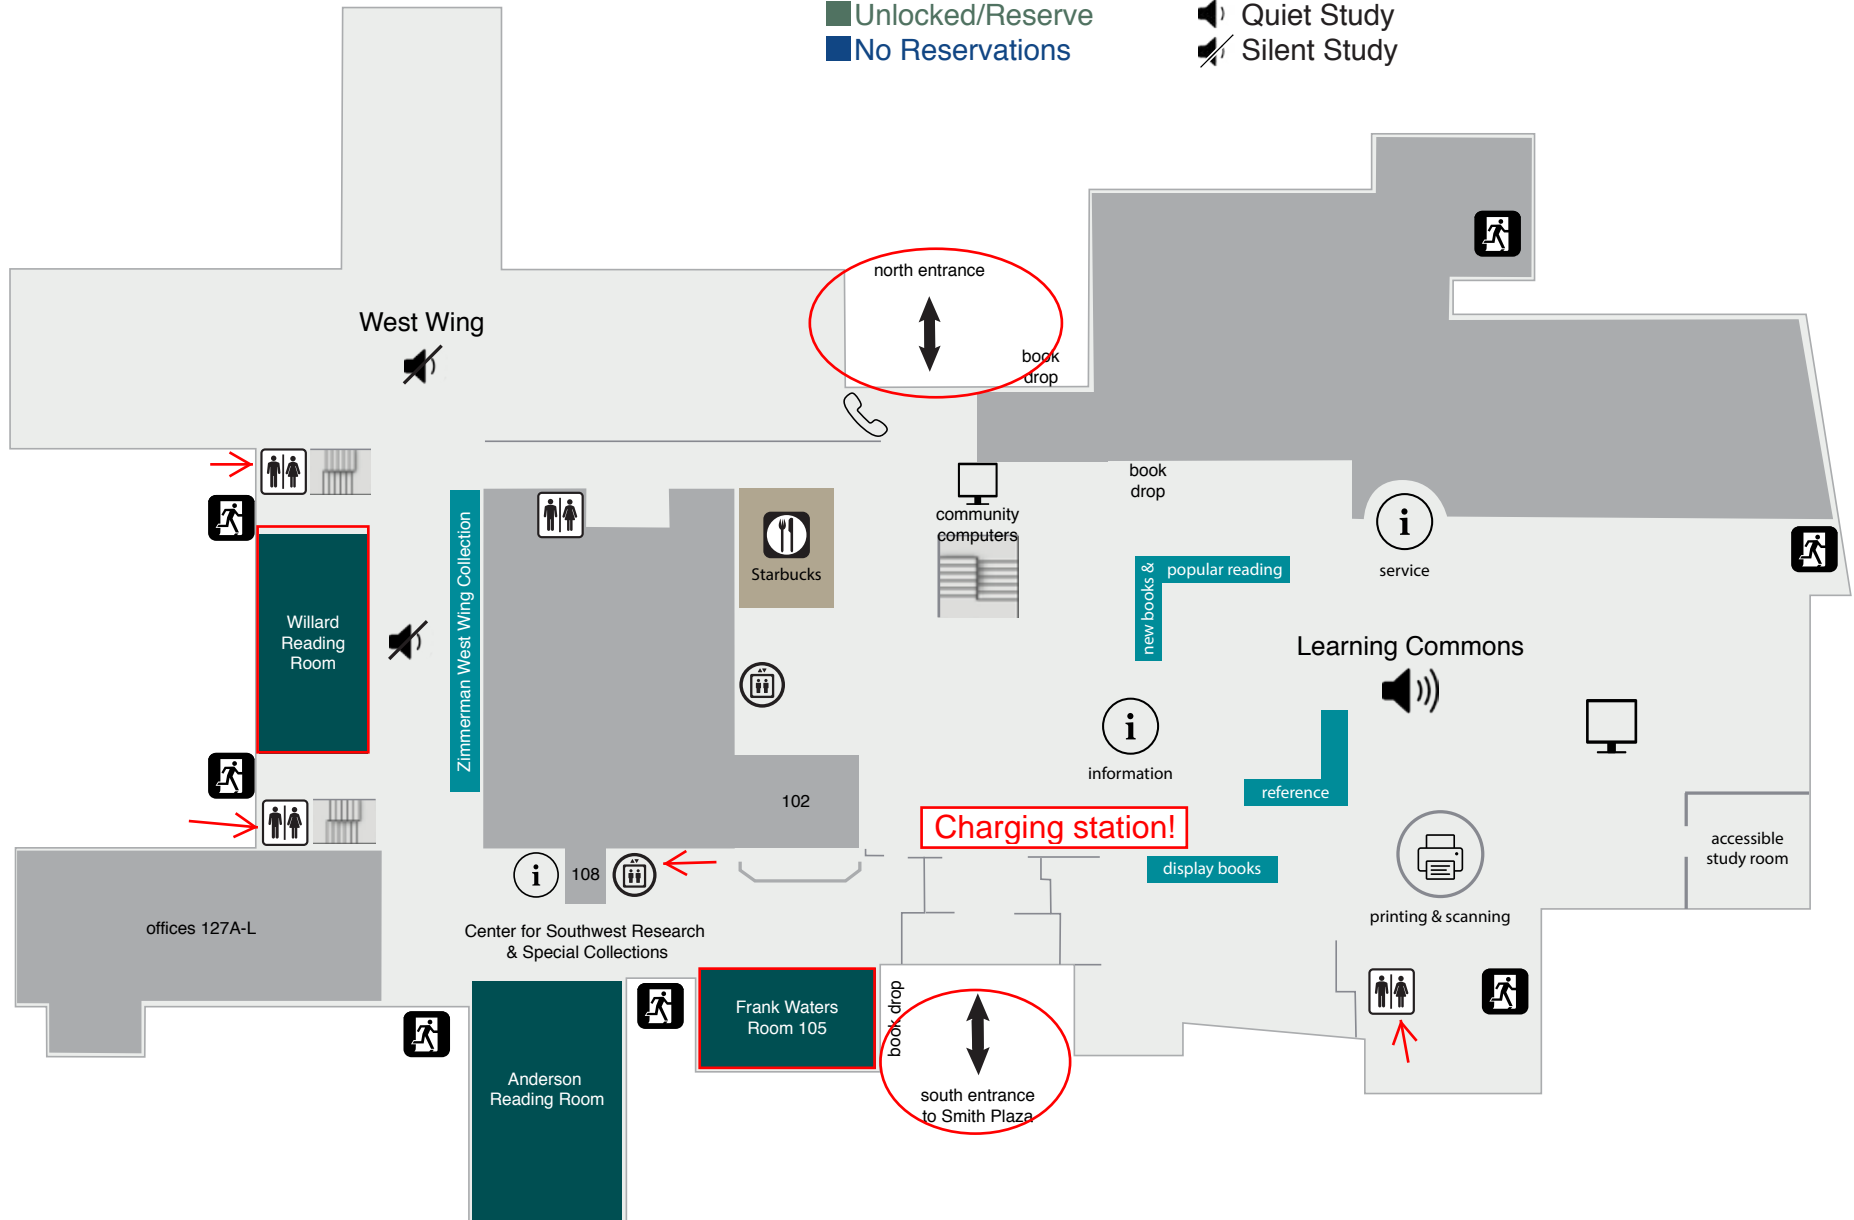 Unlocked/Reserve
No Reservations
Quiet Study
Silent Study
north entrance
book
drop
West Wing
book
drop
community
computers
Starbucks
Zimmerman West Wing Collection
new books &
popular reading
i
service
Willard
Reading
Room
Learning Commons
i
information
reference
102
Charging station!
display books
accessible
study room
i
108
printing & scanning
offices 127A-L
Center for Southwest Research
& Special Collections
Frank Waters
Room 105
book drop
Anderson
Reading Room
south entrance
to Smith Plaza